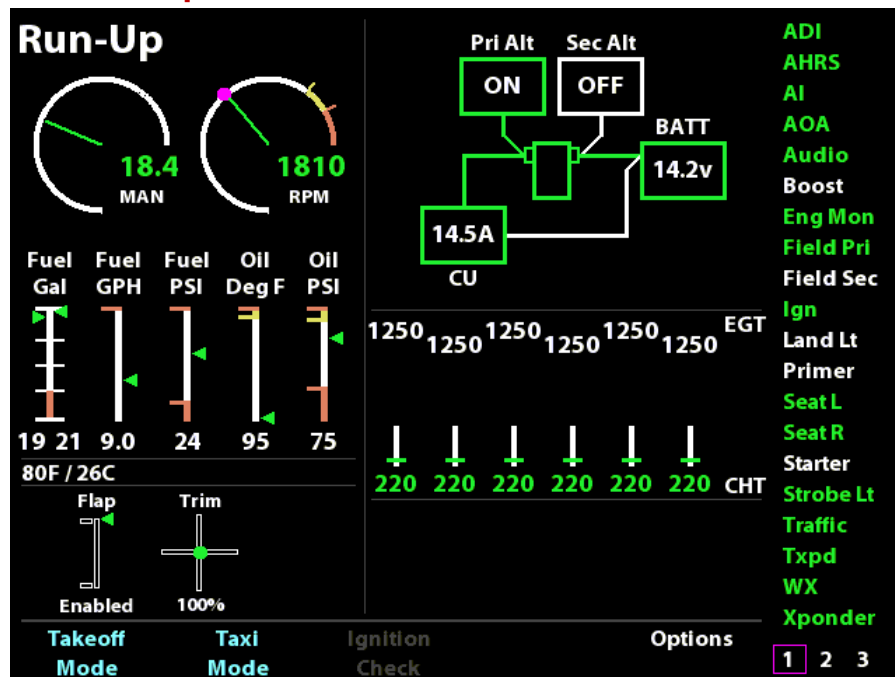 Run-Up
18.4
MAN
1810
RPM
Fuel Gal
Fuel GPH
Fuel PSI
Oil Deg F
Oil PSI
19 21 9.0 24 95 75
80F / 26C
Flap
Enabled
Trim
100%
Pri Alt
ON
Sec Alt
OFF
BATT
14.2v
14.5A
CU
1250 1250 1250 1250 1250 1250 EGT
220 220 220 220 220 220 CHT
ADI
AHRS
AI
AOA
Audio
Boost
Eng Mon
Field Pri
Field Sec
Ign
Land Lt
Primer
Seat L
Seat R
Starter
Strobe Lt
Traffic
Txpd
WX
Xponder
Takeoff Mode
Taxi Mode
Ignition Check
Options
1 2 3